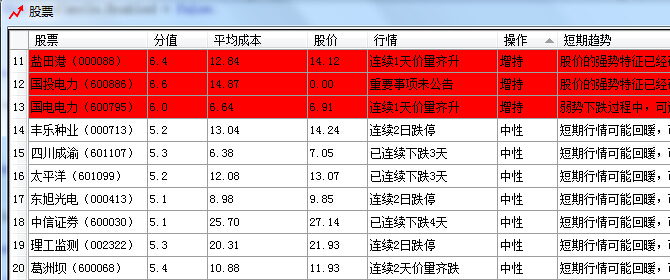 股票
股票 分值 平均成本 股价 行情 操作 短期趋势
11 盐田港（000088） 6.4 12.84 14.12 连续1天价量齐升 增持 股价的强势特征已经
12 国投电力（600886） 6.6 14.87 0.00 重要事项未公告 增持 股价的强势特征已经
13 国电电力（600795） 6.0 6.64 6.91 连续1天价量齐升 增持 弱势下跌过程中，可
14 丰乐种业（000713） 5.2 13.04 14.24 连续2日跌停 中性 短期行情可能回暖，
15 四川成渝（601107） 5.3 6.38 7.05 已连续下跌3天 中性 短期行情可能回暖，
16 太平洋（601099） 5.2 12.08 13.07 已连续下跌3天 中性 短期行情可能回暖，
17 东旭光电（000413） 5.1 8.98 9.85 连续2日跌停 中性 短期行情可能回暖，
18 中信证券（600030） 5.1 25.70 27.14 已连续下跌4天 中性 短期行情可能回暖，
19 理工监测（002322） 5.3 20.31 21.93 连续2日跌停 中性 短期行情可能回暖，
20 葛洲坝（600068） 5.4 10.88 11.93 连续2天价量齐跌 中性 短期行情可能回暖，